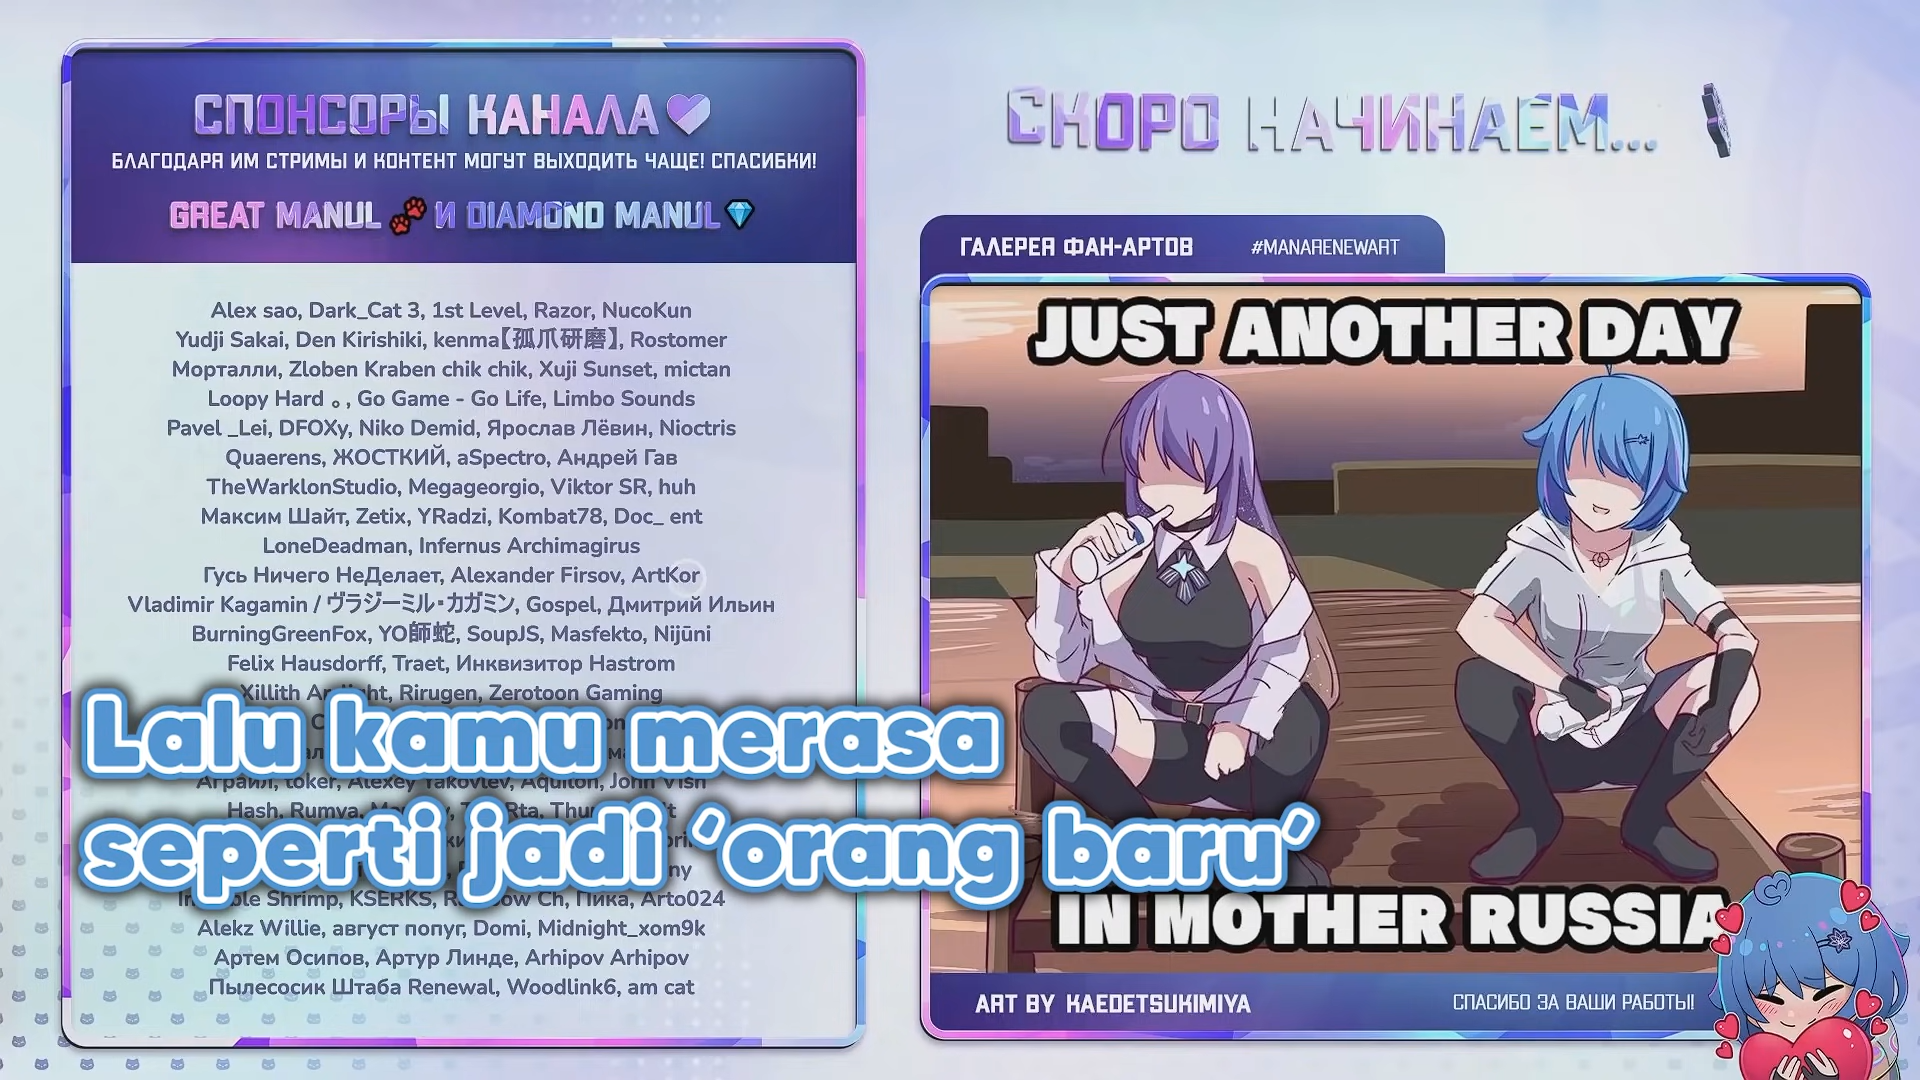 СПОНСОРЫ КАНАЛА
БЛАГОДАРЯ ИМ СТРИМЫ И КОНТЕНТ МОГУТ ВЫХОДИТЬ ЧАЩЕ! СПАСИБКИ!
GREAT MANUL И DIAMOND MANUL
Alex sao, Dark_Cat 3, 1st Level, Razor, NucoKun
Yudji Sakai, Den Kirishiki, kenma【孤爪研磨】, Rostomer
Морталли, Zloben Kraben chik chik, Xuji Sunset, mictan
Loopy Hard 。, Go Game - Go Life, Limbo Sounds
Pavel _Lei, DFOXy, Niko Demid, Ярослав Лёвин, Nioctris
Quaerens, ЖОСТКИЙ, aSpectro, Андрей Гав
TheWarklonStudio, Megageorgio, Viktor SR, huh
Максим Шайт, Zetix, YRadzi, Kombat78, Doc_ ent
LoneDeadman, Infernus Archimagirus
Гусь Ничего НеДелает, Alexander Firsov, ArtKor
Vladimir Kagamin / ヴラジーミル・カガミン, Gospel, Дмитрий Ильин
BurningGreenFox, YO師蛇, SoupJS, Masfekto, Nijūni
Felix Hausdorff, Traet, Инквизитор Hastrom
Xillith Rirugen, Zerotoon Gaming
Lalu kamu merasa
Аграил, toker, Alexey Yakovlev, Aquilon, John
Hash, Rumya,
seperti jadi ‘orang baru’
Shrimp, KSERKS, Ch, Пика, Arto024
Alekz Willie, август попуг, Domi, Midnight_xom9k
Артем Осипов, Артур Линде, Arhipov Arhipov
Пылесосик Штаба Renewal, Woodlink6, am cat
СКОРО НАЧИНАЕМ...
ГАЛЕРЕЯ ФАН-АРТОВ #MANARENEWART
JUST ANOTHER DAY
IN MOTHER RUSSIA
ART BY KAEDETSUKIMIYA СПАСИБО ЗА ВАШИ РАБОТЫ!